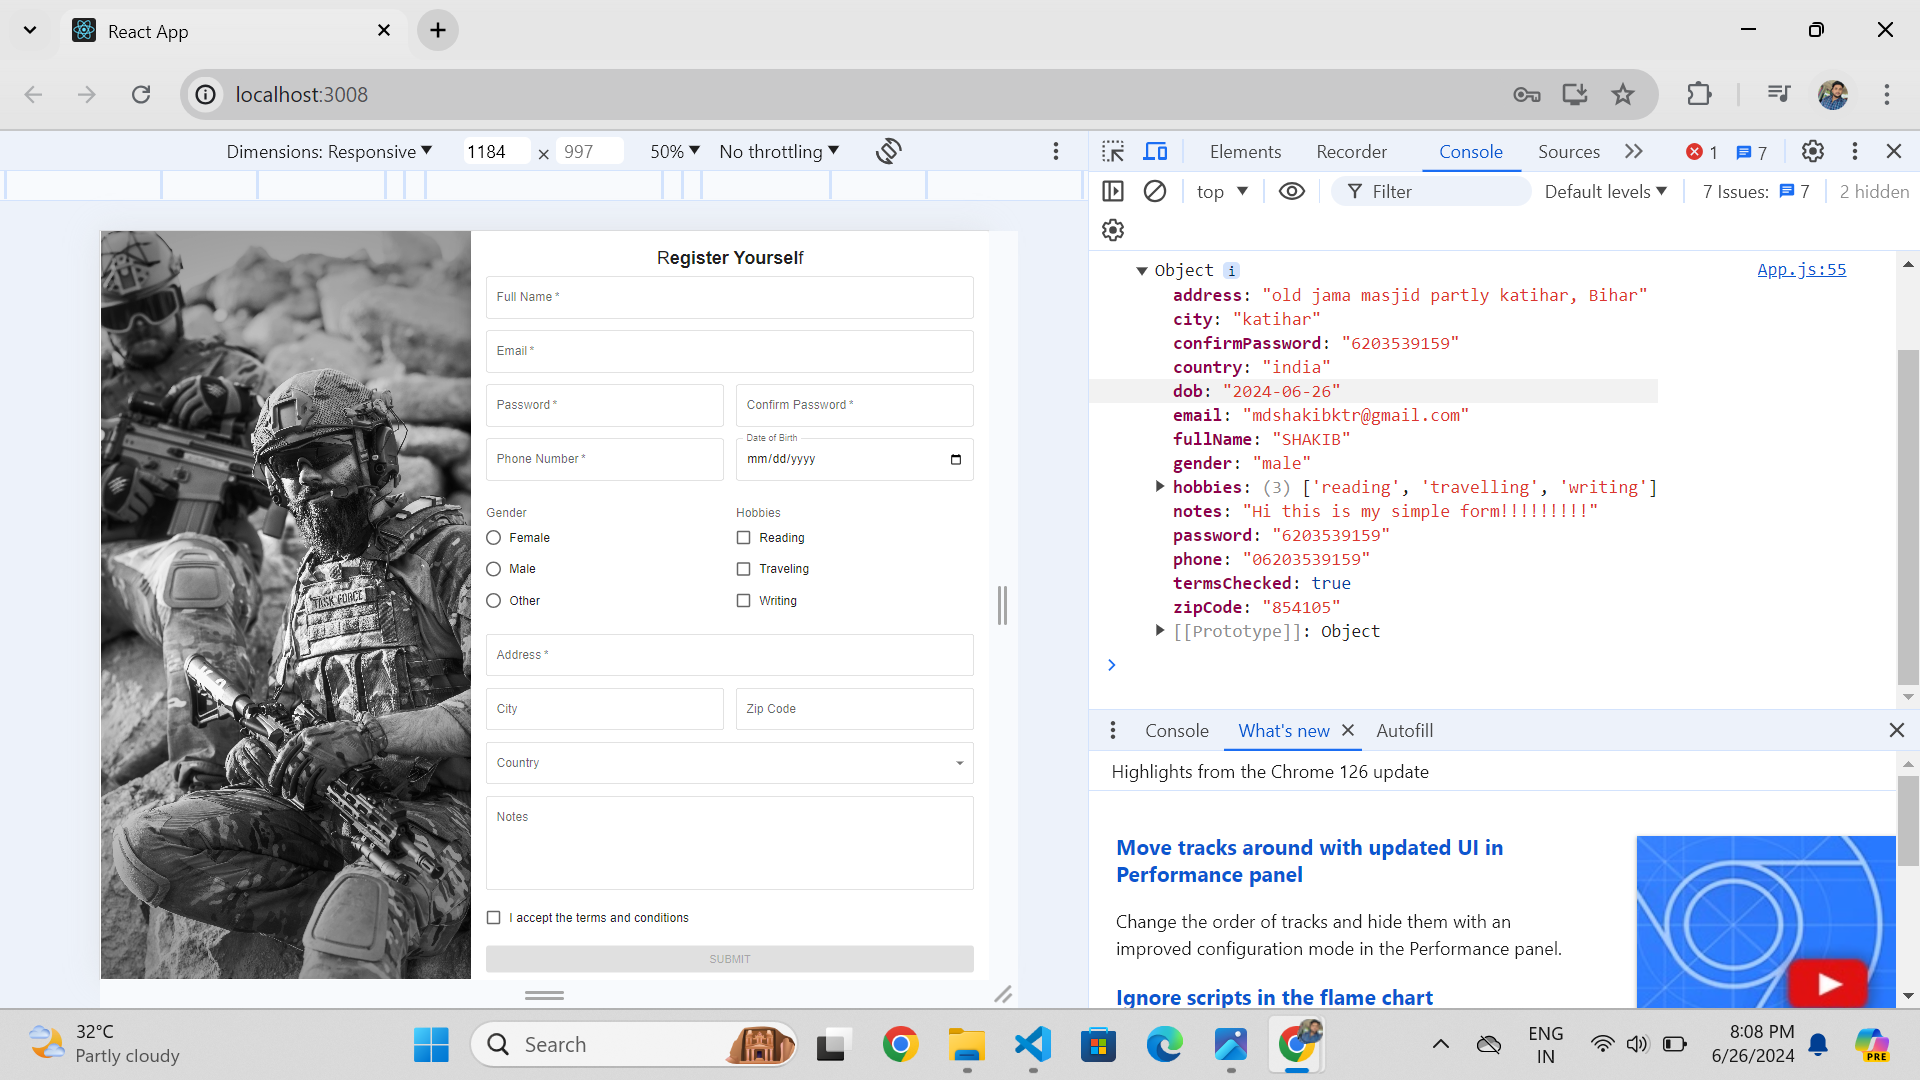 React App
localhost:3008
Dimensions: Responsive 1184 × 997 50% No throttling
Elements Recorder Console Sources 1 7
top Filter Default levels 7 Issues: 7 2 hidden
Register Yourself
Full Name *
Email *
Password * Confirm Password *
Phone Number * Date of Birth
mm/dd/yyyy
Gender Hobbies
Female Reading
Male Traveling
Other Writing
Address *
City Zip Code
Country
Notes
I accept the terms and conditions
SUBMIT
TASK FORCE
Object i App.js:55
address: "old jama masjid partly katihar, Bihar"
city: "katihar"
confirmPassword: "6203539159"
country: "india"
dob: "2024-06-26"
email: "mdshakibktr@gmail.com"
fullName: "SHAKIB"
gender: "male"
hobbies: (3) ['reading', 'travelling', 'writing']
notes: "Hi this is my simple form!!!!!!!!!"
password: "6203539159"
phone: "06203539159"
termsChecked: true
zipCode: "854105"
[[Prototype]]: Object
Console What's new Autofill
Highlights from the Chrome 126 update
Move tracks around with updated UI in
Performance panel
Change the order of tracks and hide them with an
improved configuration mode in the Performance panel.
Ignore scripts in the flame chart
32°C
Partly cloudy
Search
ENG
IN
8:08 PM
6/26/2024
PRE